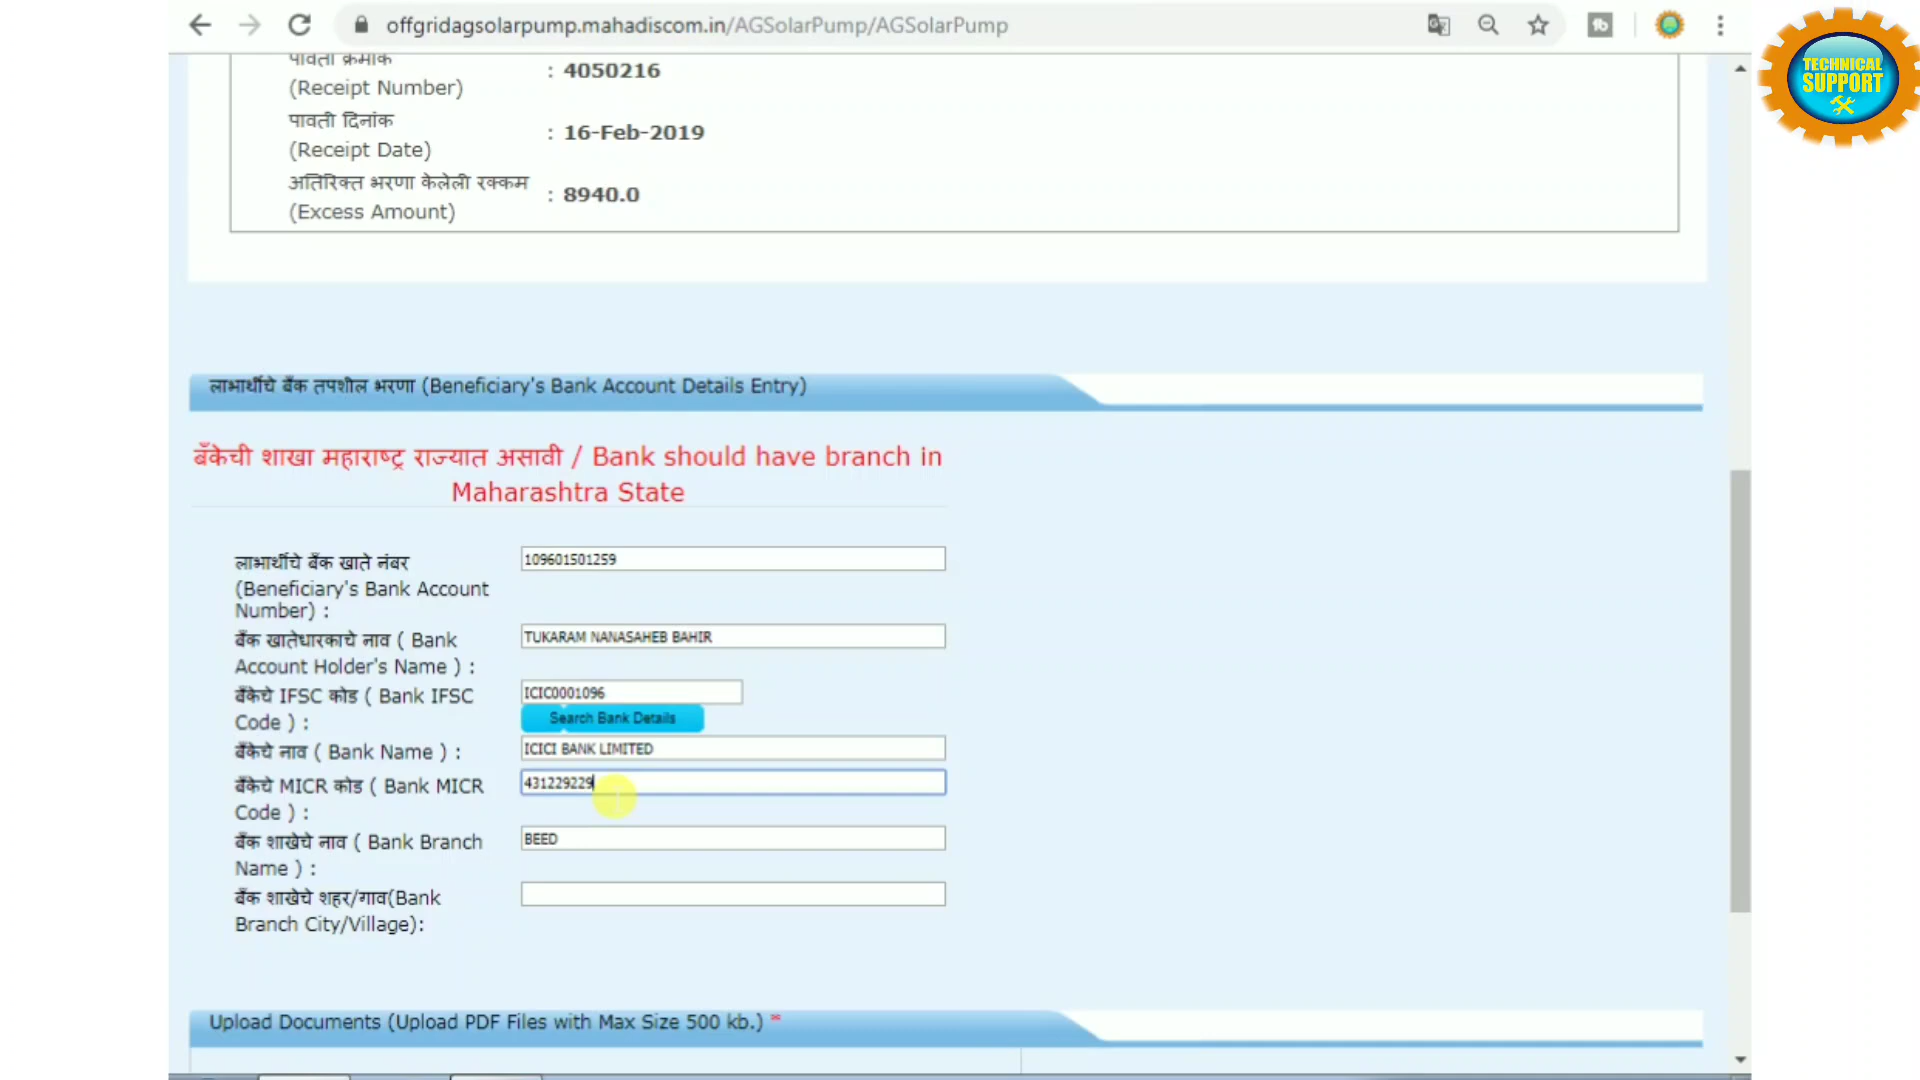 offgridagsolarpump.mahadiscom.in/AGSolarPump/AGSolarPump
TECHNICAL
SUPPORT
पावती क्रमांक
(Receipt Number)
: 4050216
पावती दिनांक
(Receipt Date)
: 16-Feb-2019
अतिरिक्त भरणा केलेली रक्कम
(Excess Amount)
: 8940.0
लाभार्थीचे बँक तपशील भरणा (Beneficiary's Bank Account Details Entry)
बँकेची शाखा महाराष्ट्र राज्यात असावी / Bank should have branch in
Maharashtra State
लाभार्थीचे बँक खाते नंबर
(Beneficiary's Bank Account
Number) :
109601501259
बँक खातेधारकाचे नाव ( Bank
Account Holder's Name ) :
TUKARAM NANASAHEB BAHIR
बँकेचे IFSC कोड ( Bank IFSC
Code ) :
ICIC0001096
Search Bank Details
बँकेचे नाव ( Bank Name ) :
ICICI BANK LIMITED
बँकेचे MICR कोड ( Bank MICR
Code ) :
431229229
बँक शाखेचे नाव ( Bank Branch
Name ) :
BEED
बँक शाखेचे शहर/गाव(Bank
Branch City/Village):
Upload Documents (Upload PDF Files with Max Size 500 kb.) *